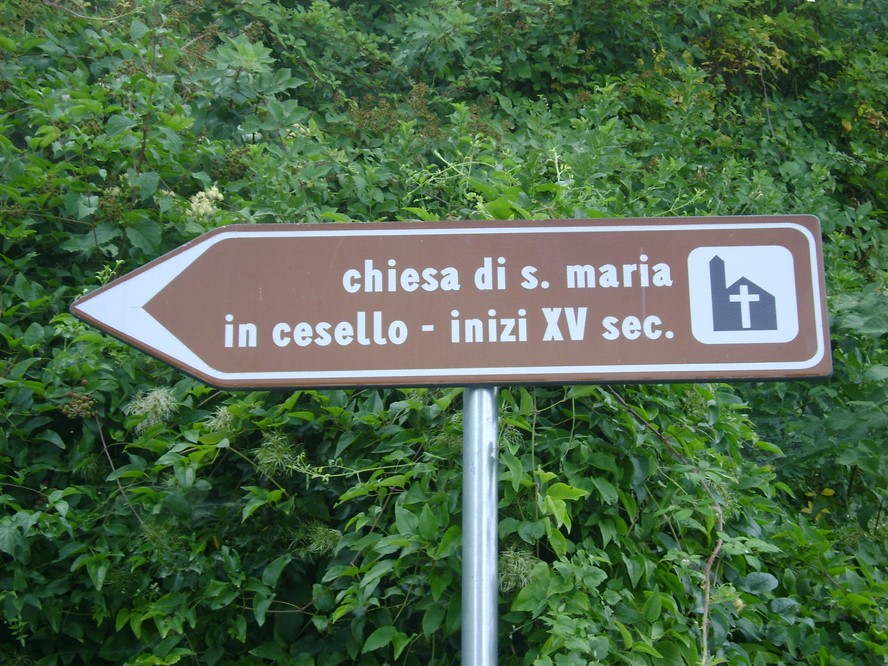 chiesa di s. maria
in cesello - inizi XV sec.